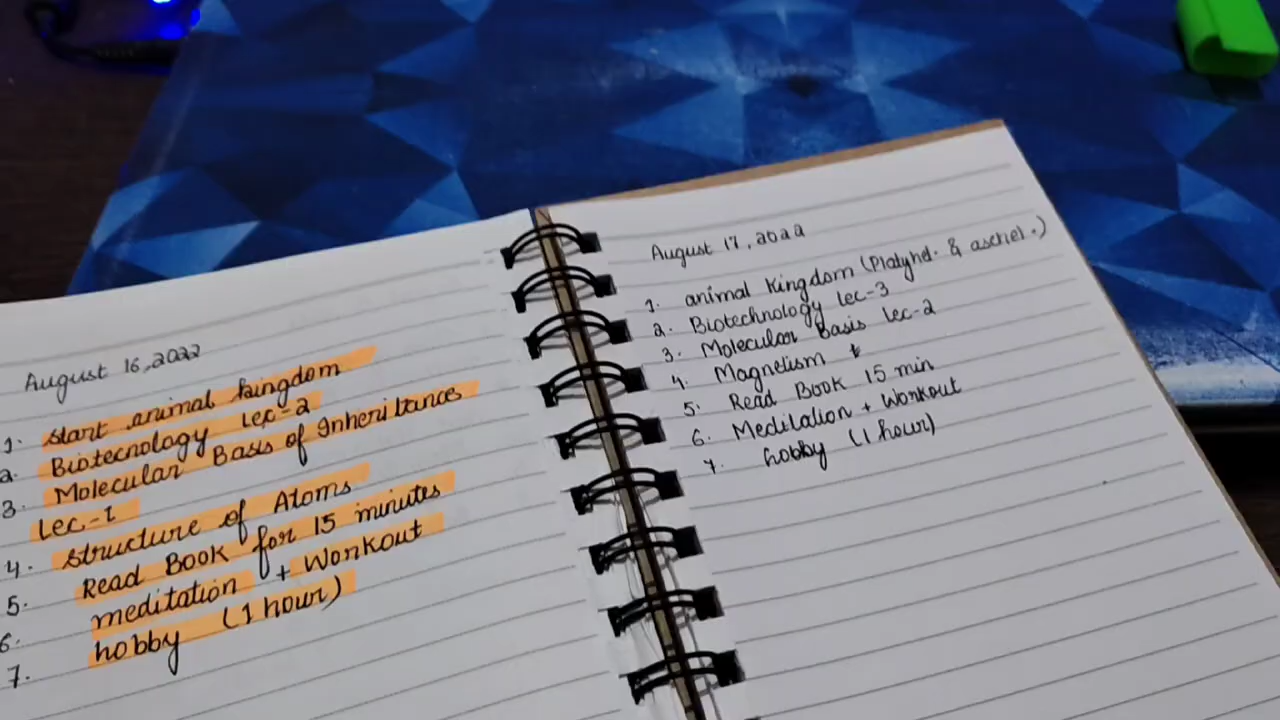 August 16, 2022
1. Start animal kingdom
2. Biotecnology lec-2
3. Molecular Basis of Inheritances
lec-1
4. Structure of Atoms
5. Read Book for 15 minutes
6. meditation + Workout
7. hobby (1 hour)
August 17, 2022
1. animal kingdom (Platyhel. & aschel.)
2. Biotechnology lec-3
3. Molecular Basis lec-2
4. Magnetism
5. Read Book 15 min
6. Meditation + Workout
7. hobby (1 hour)